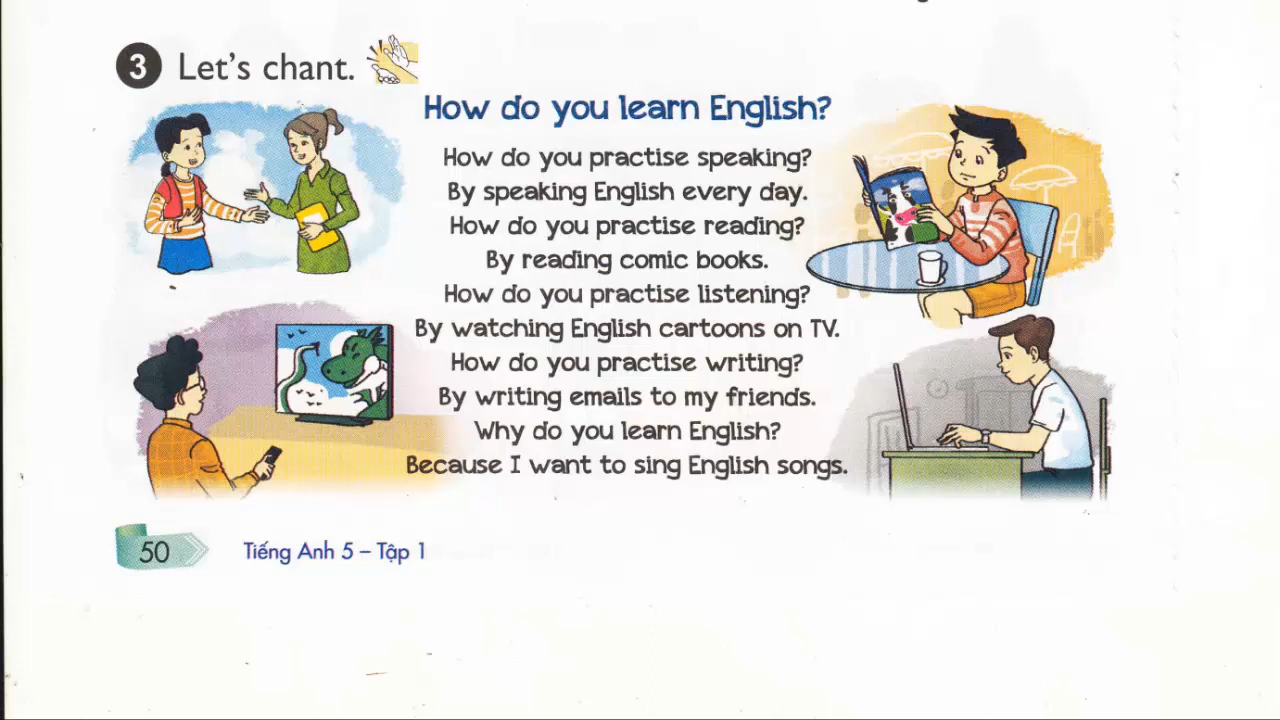 3 Let's chant.
How do you learn English?
How do you practise speaking?
By speaking English every day.
How do you practise reading?
By reading comic books.
How do you practise listening?
By watching English cartoons on TV.
How do you practise writing?
By writing emails to my friends.
Why do you learn English?
Because I want to sing English songs.
50 Tiếng Anh 5 – Tập 1